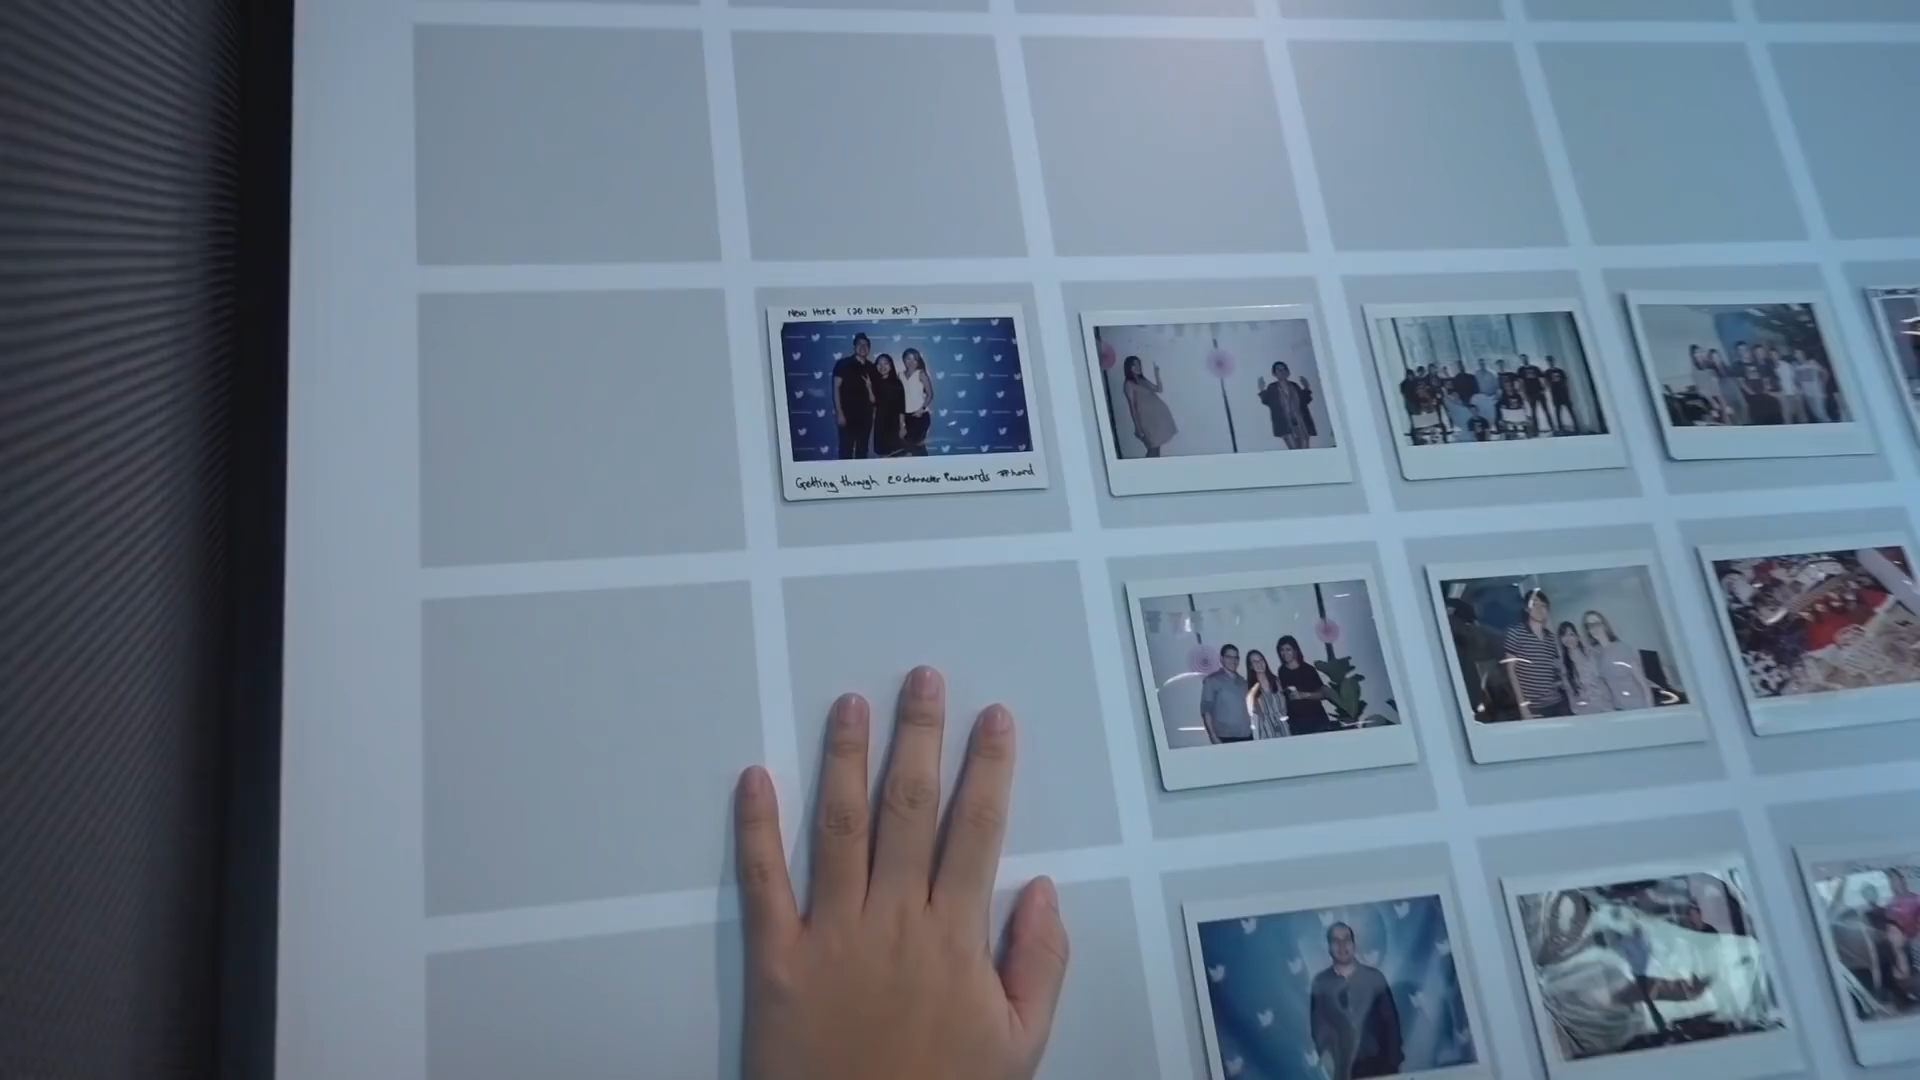 New Hires (20 Nov 2017)
Getting through 20 character Passwords #hard